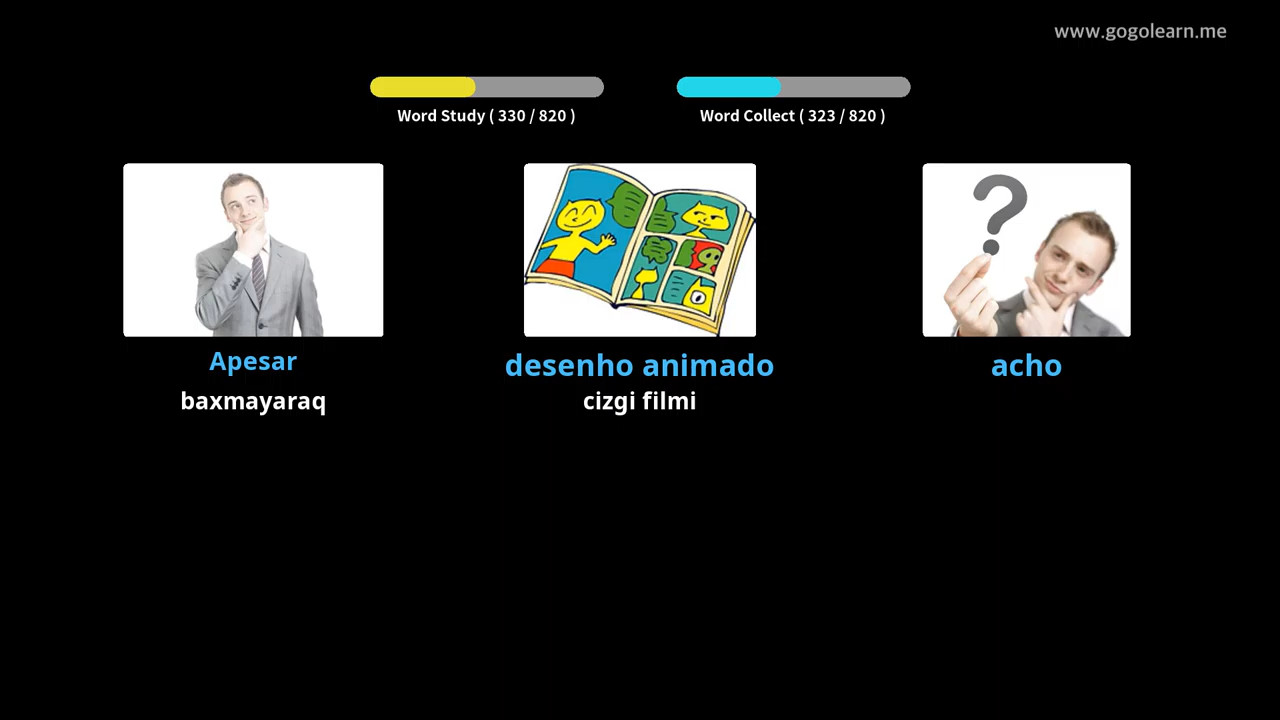 www.gogolearn.me
Word Study ( 330 / 820 )
Word Collect ( 323 / 820 )
Apesar
baxmayaraq
desenho animado
cizgi filmi
acho